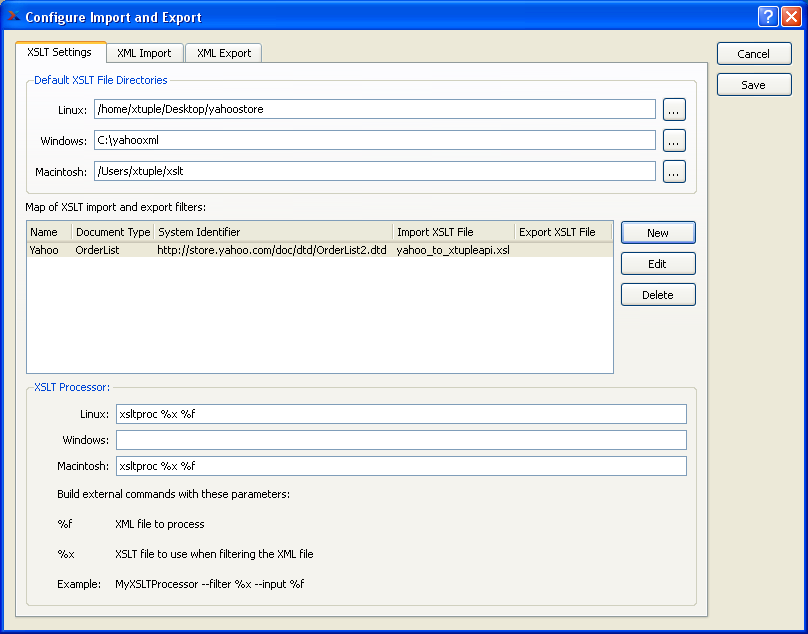 Configure Import and Export
XSLT Settings XML Import XML Export
Cancel
Save
Default XSLT File Directories
Linux: /home/xtuple/Desktop/yahoostore ...
Windows: C:\yahooxml ...
Macintosh: /Users/xtuple/xslt ...
Map of XSLT import and export filters:
Name Document Type System Identifier Import XSLT File Export XSLT File
Yahoo OrderList http://store.yahoo.com/doc/dtd/OrderList2.dtd yahoo_to_xtupleapi.xsl
New
Edit
Delete
XSLT Processor:
Linux: xsltproc %x %f
Windows:
Macintosh: xsltproc %x %f
Build external commands with these parameters:
%f XML file to process
%x XSLT file to use when filtering the XML file
Example: MyXSLTProcessor --filter %x --input %f